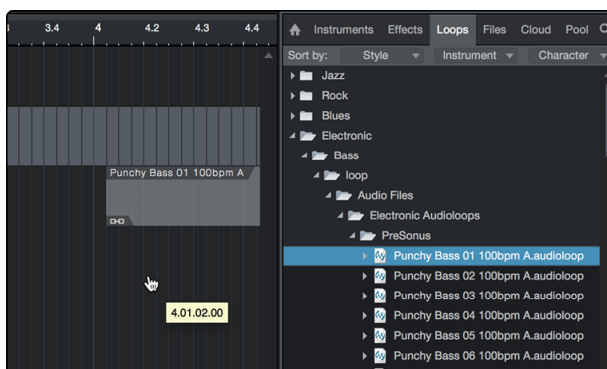 3.4 4 4.2 4.3 4.4
Instruments Effects Loops Files Cloud Pool
Sort by: Style Instrument Character
Jazz
Rock
Blues
Electronic
Bass
loop
Audio Files
Electronic Audioloops
PreSonus
Punchy Bass 01 100bpm A.audioloop
Punchy Bass 02 100bpm A.audioloop
Punchy Bass 03 100bpm A.audioloop
Punchy Bass 04 100bpm A.audioloop
Punchy Bass 05 100bpm A.audioloop
Punchy Bass 06 100bpm A.audioloop
Punchy Bass 01 100bpm A
4.01.02.00